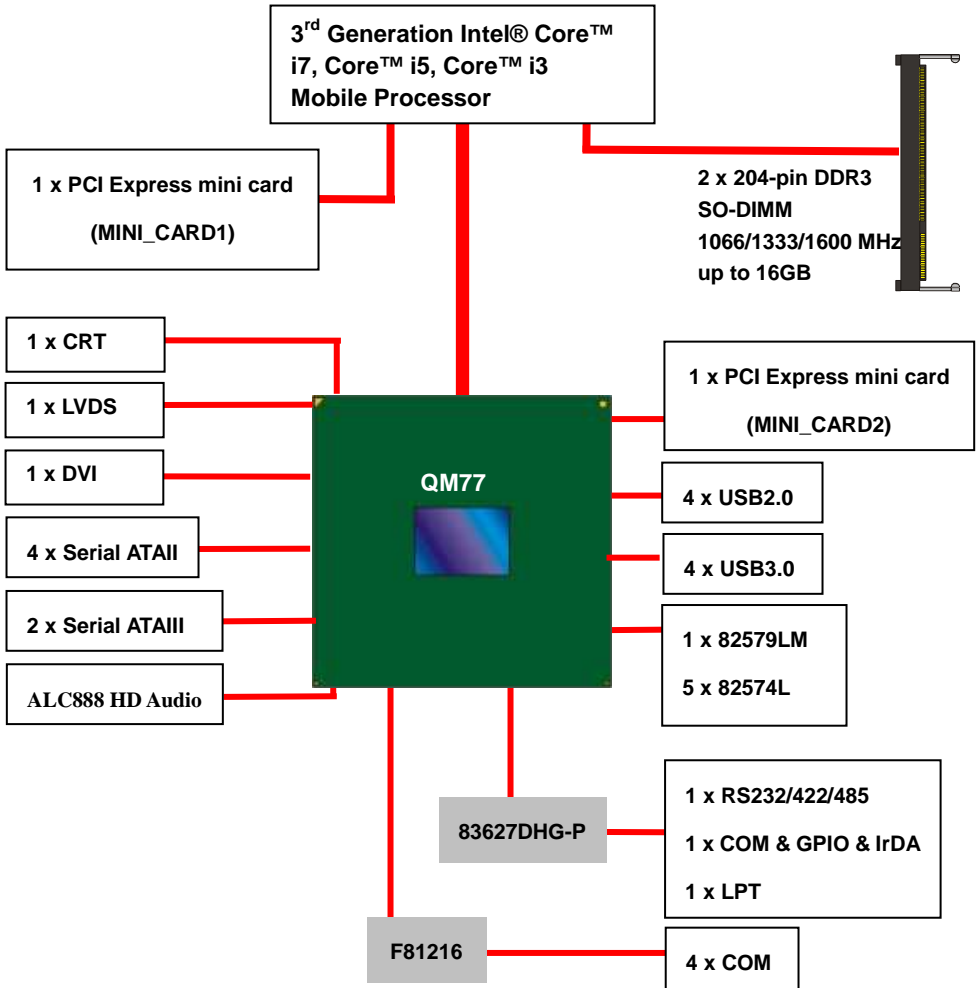 3rd Generation Intel® Core™
i7, Core™ i5, Core™ i3
Mobile Processor
1 x PCI Express mini card
(MINI_CARD1)
2 x 204-pin DDR3
SO-DIMM
1066/1333/1600 MHz
up to 16GB
1 x CRT
1 x LVDS
1 x DVI
4 x Serial ATAII
2 x Serial ATAIII
ALC888 HD Audio
QM77
1 x PCI Express mini card
(MINI_CARD2)
4 x USB2.0
4 x USB3.0
1 x 82579LM
5 x 82574L
83627DHG-P
1 x RS232/422/485
1 x COM & GPIO & IrDA
1 x LPT
F81216
4 x COM